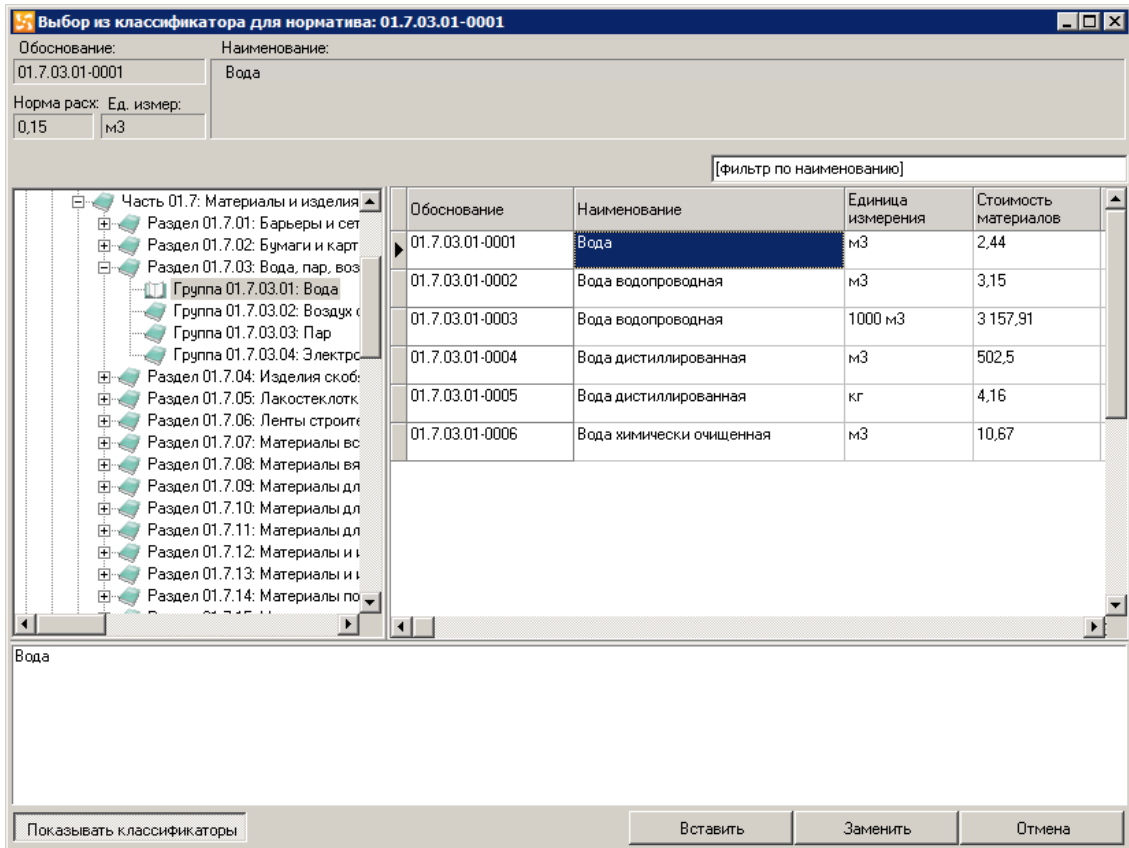 Выбор из классификатора для норматива: 01.7.03.01-0001
Обоснование: Наименование:
01.7.03.01-0001 Вода
Норма расх: Ед. измер:
0,15 м3
[фильтр по наименованию]
Часть 01.7: Материалы и изделия
Раздел 01.7.01: Барьеры и сет
Раздел 01.7.02: Бумаги и карт
Раздел 01.7.03: Вода, пар, воз
Группа 01.7.03.01: Вода
Группа 01.7.03.02: Воздух
Группа 01.7.03.03: Пар
Группа 01.7.03.04: Электро
Раздел 01.7.04: Изделия скоб
Раздел 01.7.05: Лакостеклотк
Раздел 01.7.06: Ленты строите
Раздел 01.7.07: Материалы вс
Раздел 01.7.08: Материалы вя
Раздел 01.7.09: Материалы дл
Раздел 01.7.10: Материалы дл
Раздел 01.7.11: Материалы дл
Раздел 01.7.12: Материалы и
Раздел 01.7.13: Материалы и
Раздел 01.7.14: Материалы по
Обоснование Наименование Единица измерения Стоимость материалов
01.7.03.01-0001 Вода м3 2,44
01.7.03.01-0002 Вода водопроводная м3 3,15
01.7.03.01-0003 Вода водопроводная 1000 м3 3 157,91
01.7.03.01-0004 Вода дистиллированная м3 502,5
01.7.03.01-0005 Вода дистиллированная кг 4,16
01.7.03.01-0006 Вода химически очищенная м3 10,67
Вода
Показывать классификаторы Вставить Заменить Отмена